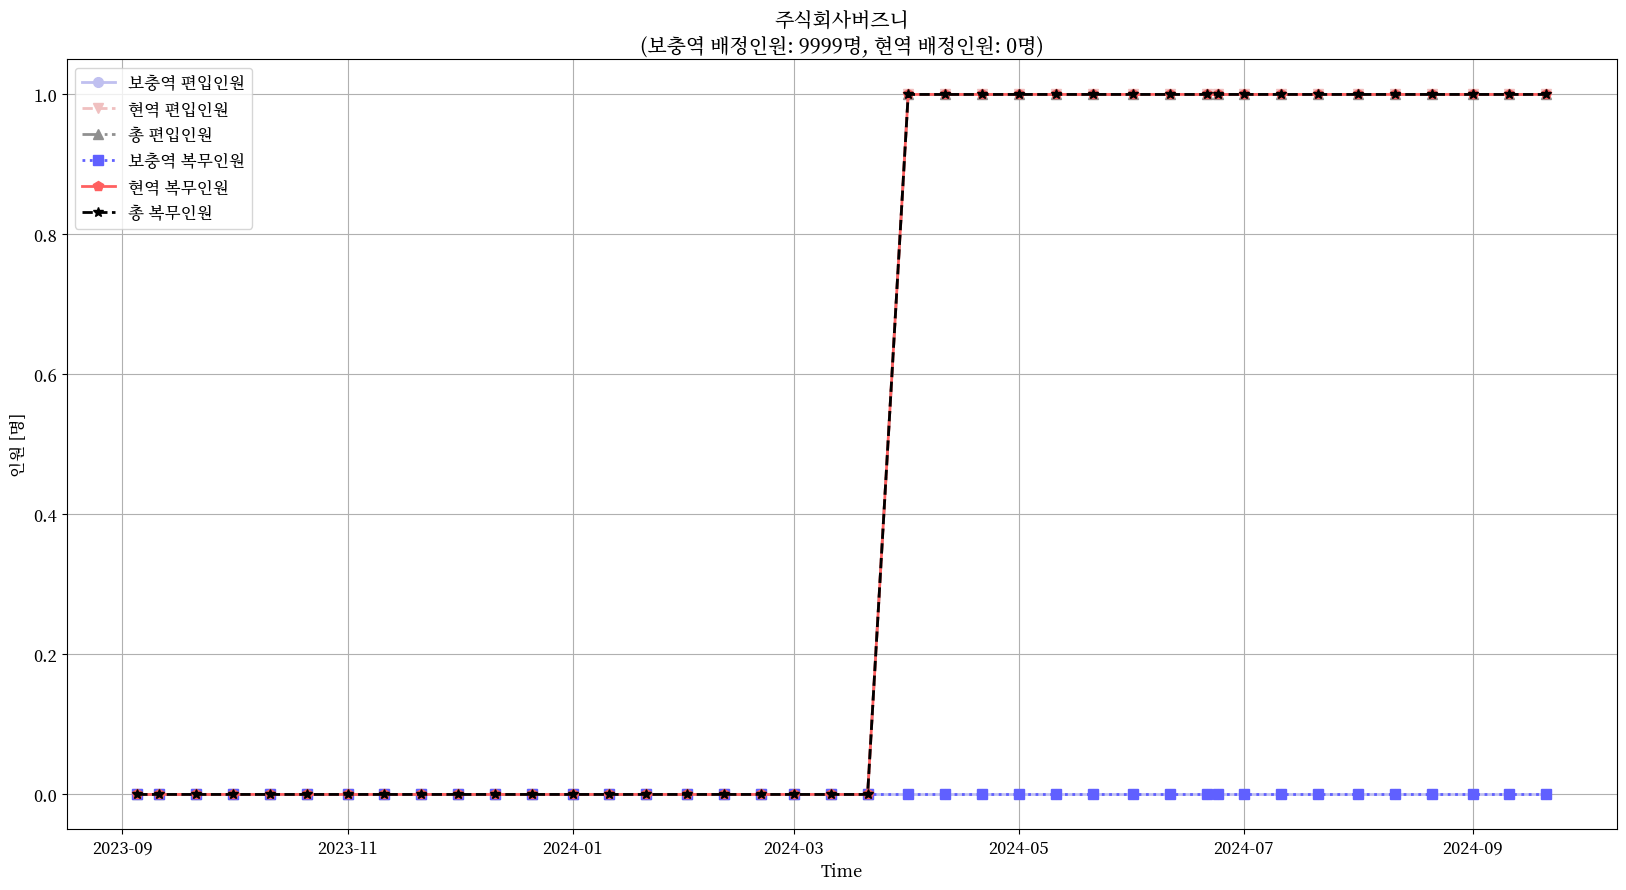 주식회사버즈니
(보충역 배정인원: 9999명, 현역 배정인원: 0명)
보충역 편입인원
현역 편입인원
총 편입인원
보충역 복무인원
현역 복무인원
총 복무인원
1.0
0.8
0.6
0.4
0.2
0.0
인원 [명]
2023-09
2023-11
2024-01
2024-03
2024-05
2024-07
2024-09
Time